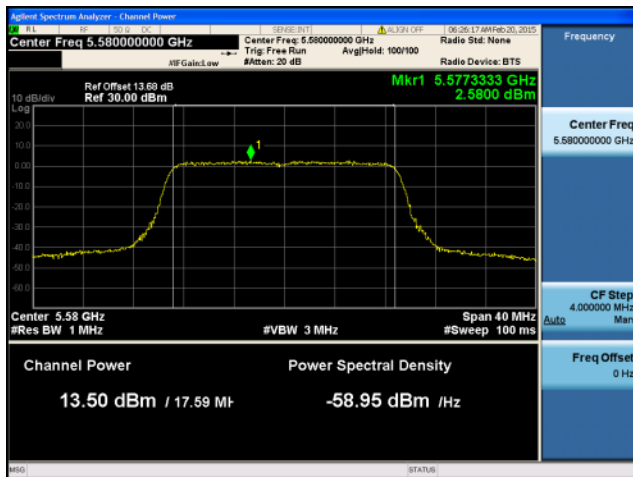 Agilent Spectrum Analyzer - Channel Power
RL RF 50 Ω DC SENSE:INT ALIGN OFF 06:26:17 AM Feb 20, 2015
Center Freq 5.580000000 GHz
Center Freq: 5.580000000 GHz
Radio Std: None
Trig: Free Run Avg|Hold: 100/100
#IFGain:Low
#Atten: 20 dB
Radio Device: BTS
Ref Offset 13.68 dB
Mkr1 5.5773333 GHz
10 dB/div Ref 30.00 dBm
2.5800 dBm
Log
20.0
1
10.0
0.00
-10.0
-20.0
-30.0
-40.0
-50.0
-60.0
Center 5.58 GHz
Span 40 MHz
#Res BW 1 MHz
#VBW 3 MHz
#Sweep 100 ms
Channel Power
Power Spectral Density
13.50 dBm / 17.59 MH
-58.95 dBm /Hz
MSG
STATUS
Frequency
Center Freq
5.580000000 GHz
CF Step
4.000000 MHz
Auto Man
Freq Offset
0 Hz